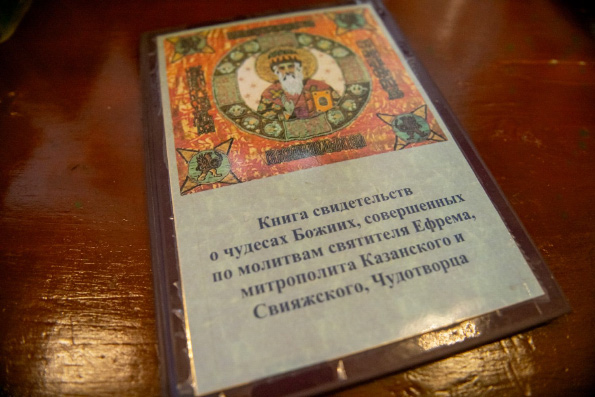 Книга свидетельств
о чудесах Божиих, совершенных
по молитвам святителя Ефрема,
митрополита Казанского и
Свияжского, Чудотворца